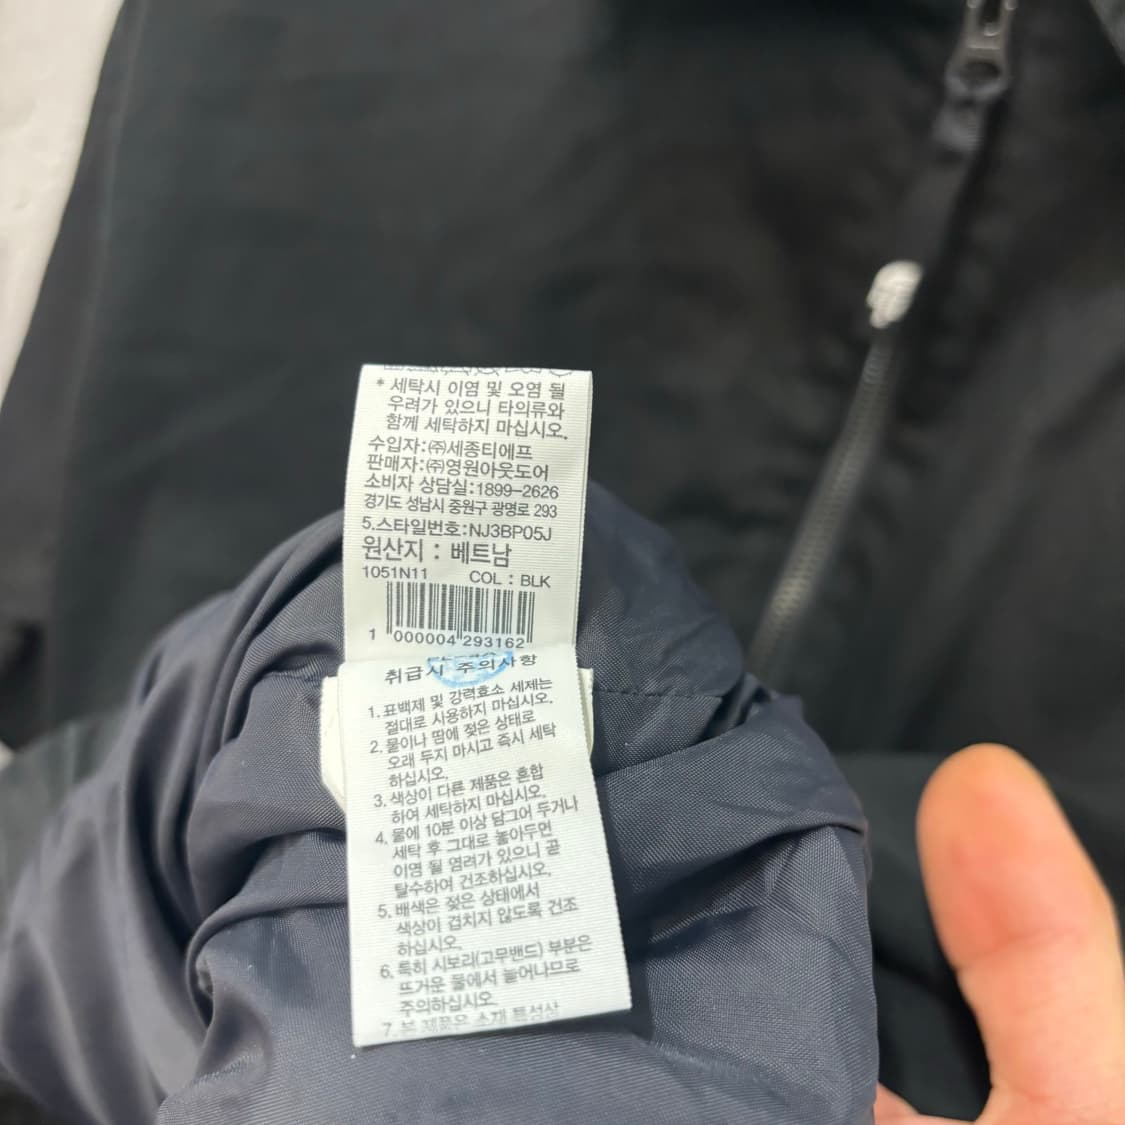 * 세탁시 이염 및 오염 될
우려가 있으니 타의류와
함께 세탁하지 마십시오.
수입자:㈜세종티에프
판매자:㈜영원아웃도어
소비자 상담실:1899-2626
경기도 성남시 중원구 광명로 293
5.스타일번호:NJ3BP05J
원산지 : 베트남
1051N11 COL : BLK
1 000004 293162
취급시 주의사항
1. 표백제 및 강력효소 세제는
절대로 사용하지 마십시오.
2. 물이나 땀에 젖은 상태로
오래 두지 마시고 즉시 세탁
하십시오.
3. 색상이 다른 제품은 혼합
하여 세탁하지 마십시오.
4. 물에 10분 이상 담그어 두거나
세탁 후 그대로 놓아두면
이염 될 염려가 있으니 곧
탈수하여 건조하십시오.
5. 배색은 젖은 상태에서
색상이 겹치지 않도록 건조
하십시오.
6. 특히 시보리(고무밴드) 부분은
뜨거운 물에서 늘어나므로
주의하십시오.
7. 본 제품은 소재 특성상